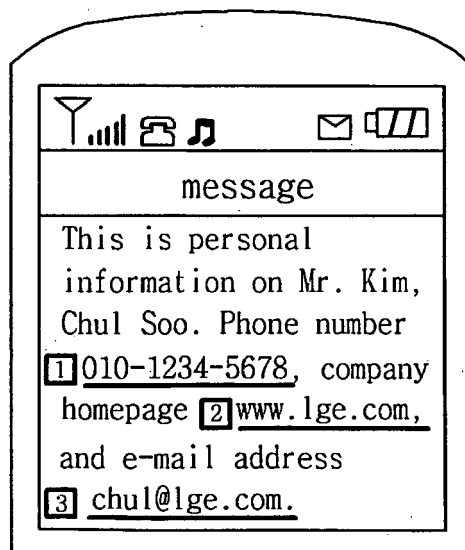 message
This is personal
information on Mr. Kim,
Chul Soo. Phone number
1 010-1234-5678, company
homepage 2 www.lge.com,
and e-mail address
3 chul@lge.com.